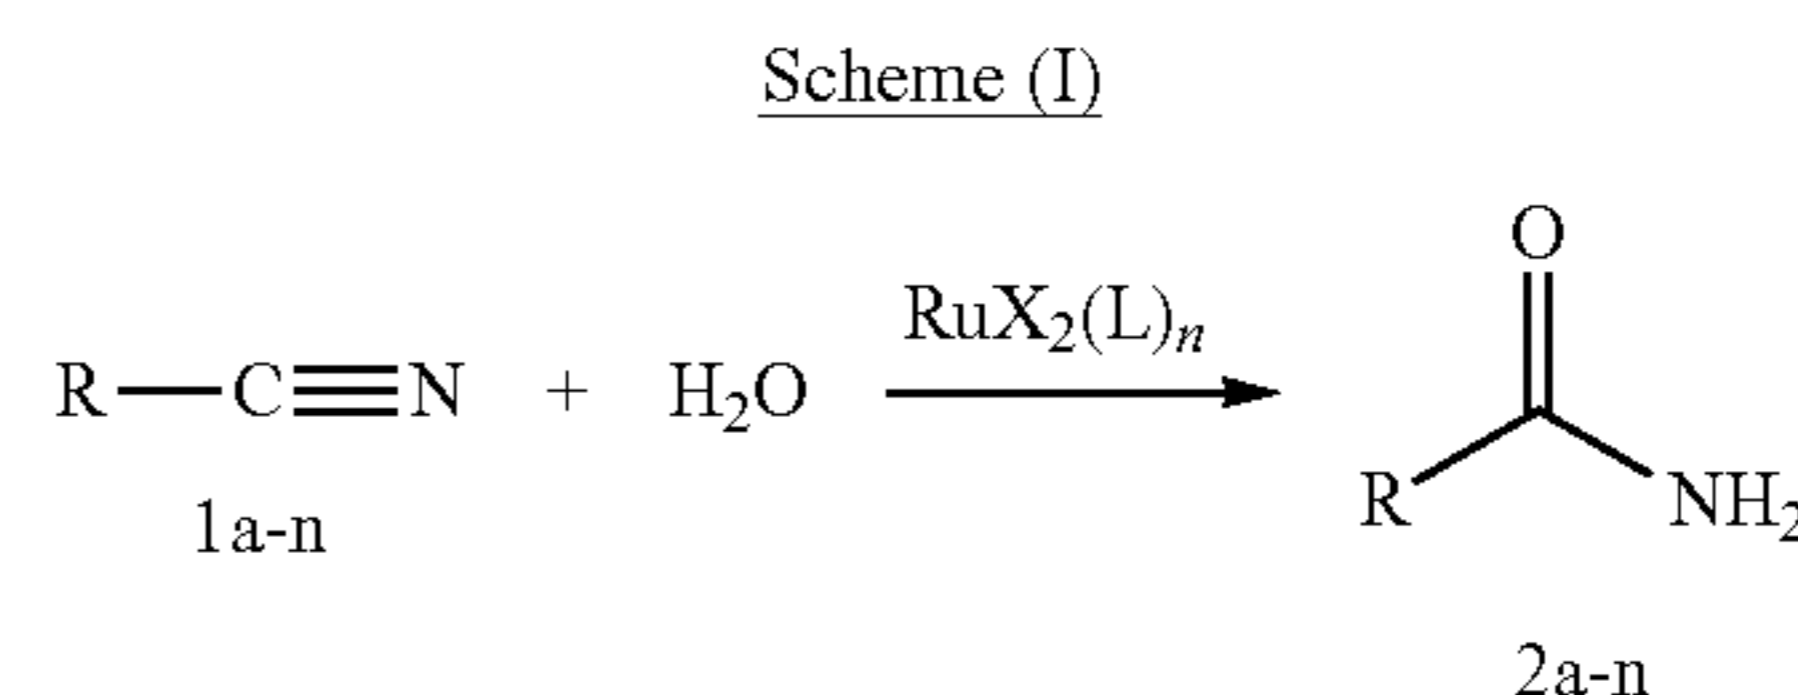 Scheme (I)
O
RuX2(L)n
R—C≡N + H2O
R NH2
1a-n
2a-n